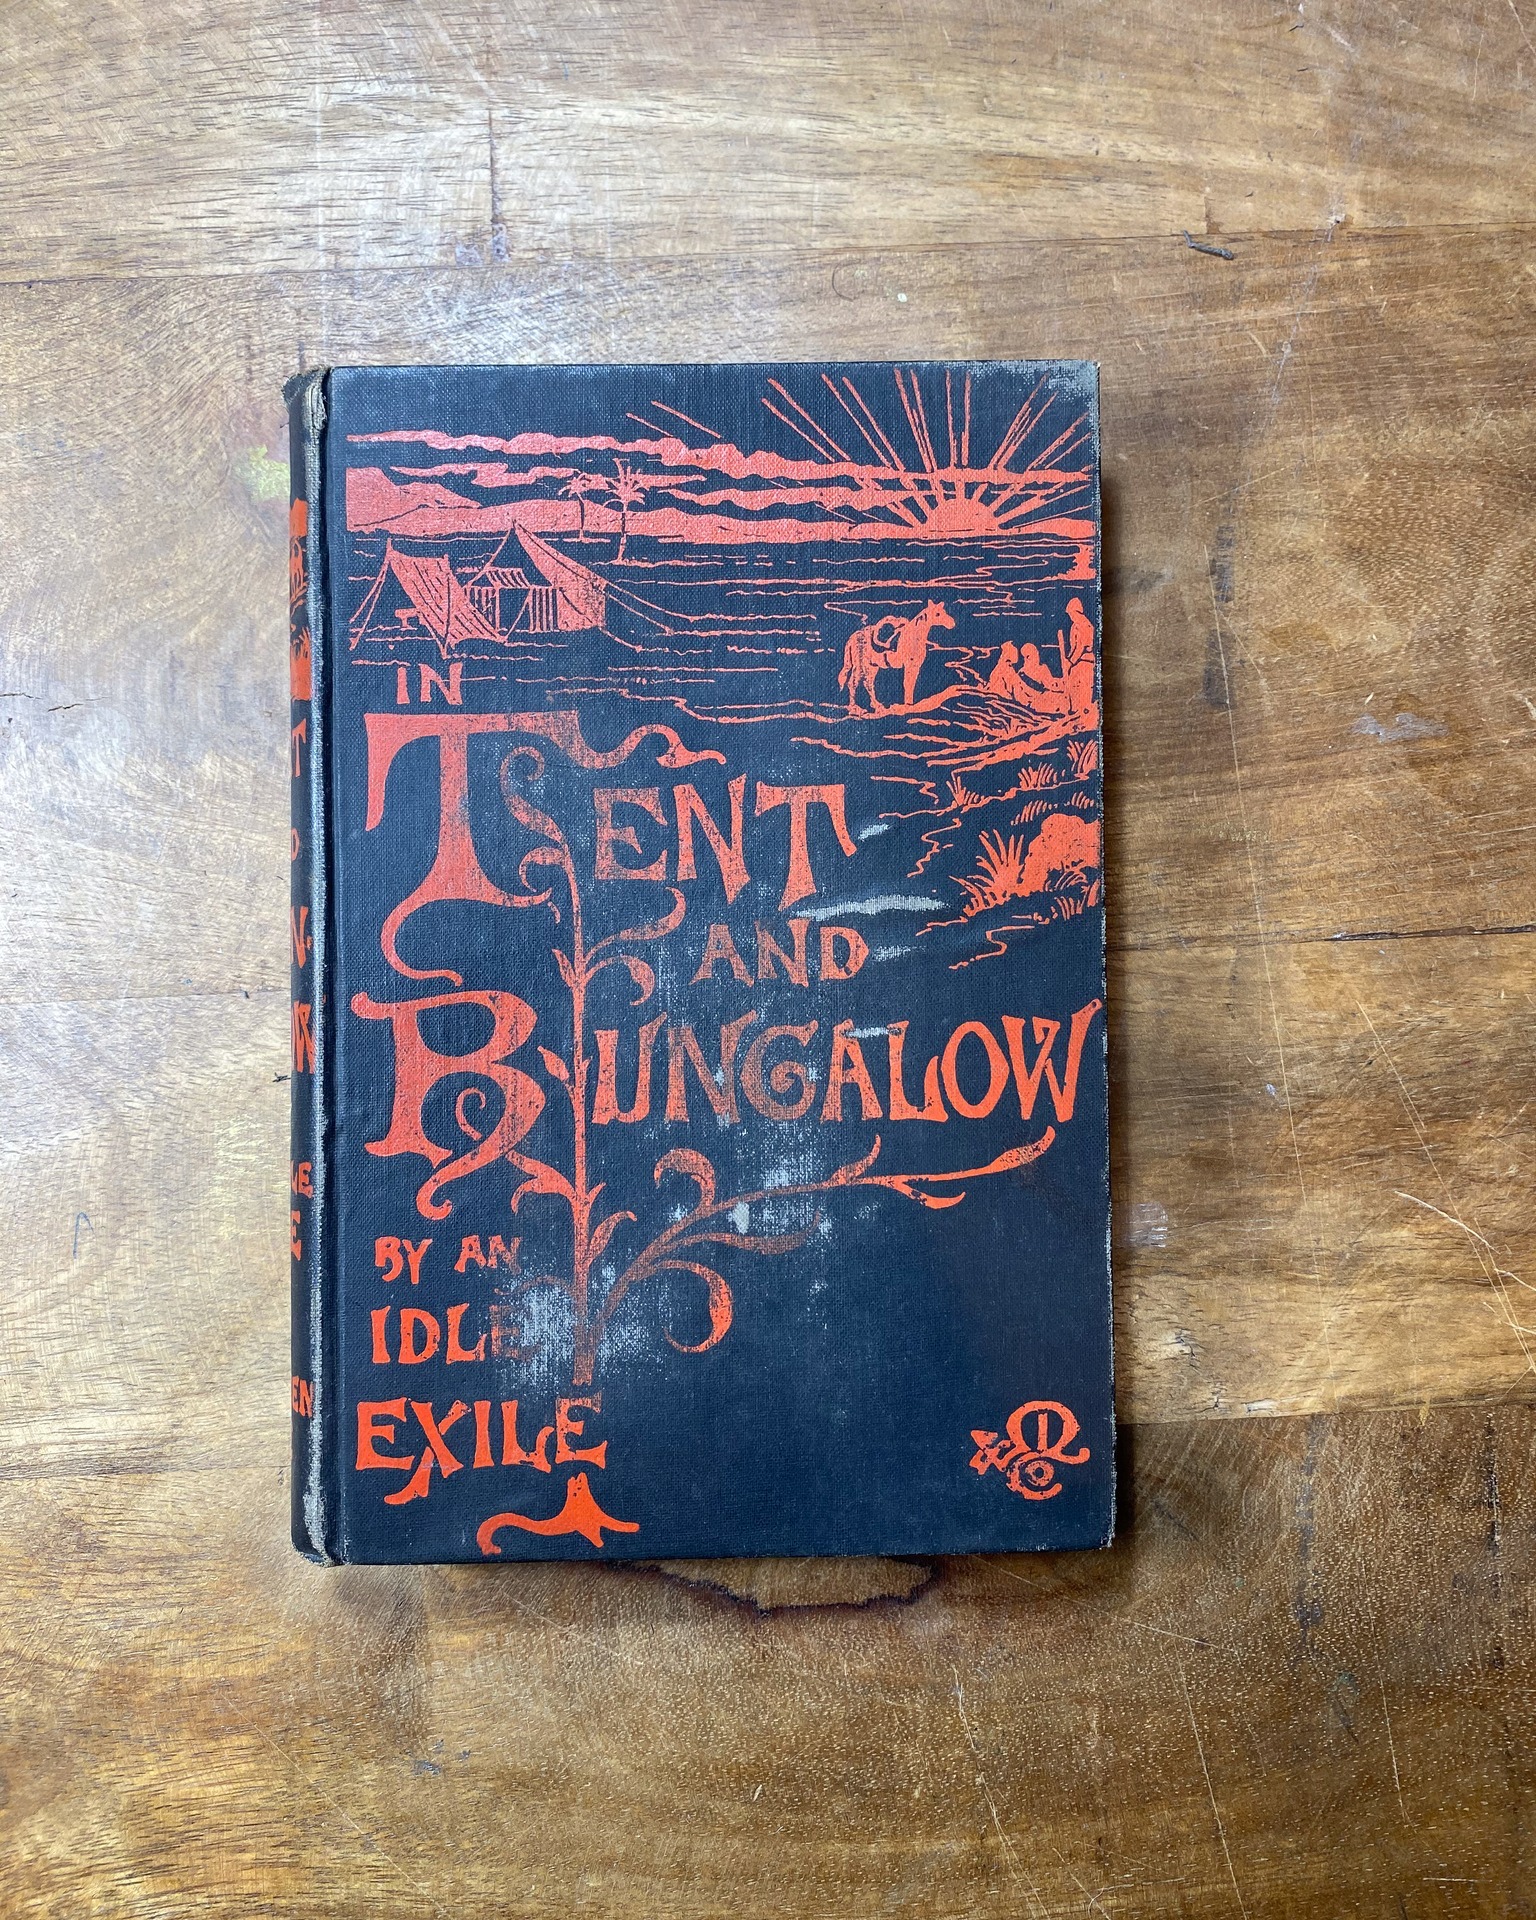 IN
TENT
AND
BUNGALOW
BY AN
IDLE
EXILE